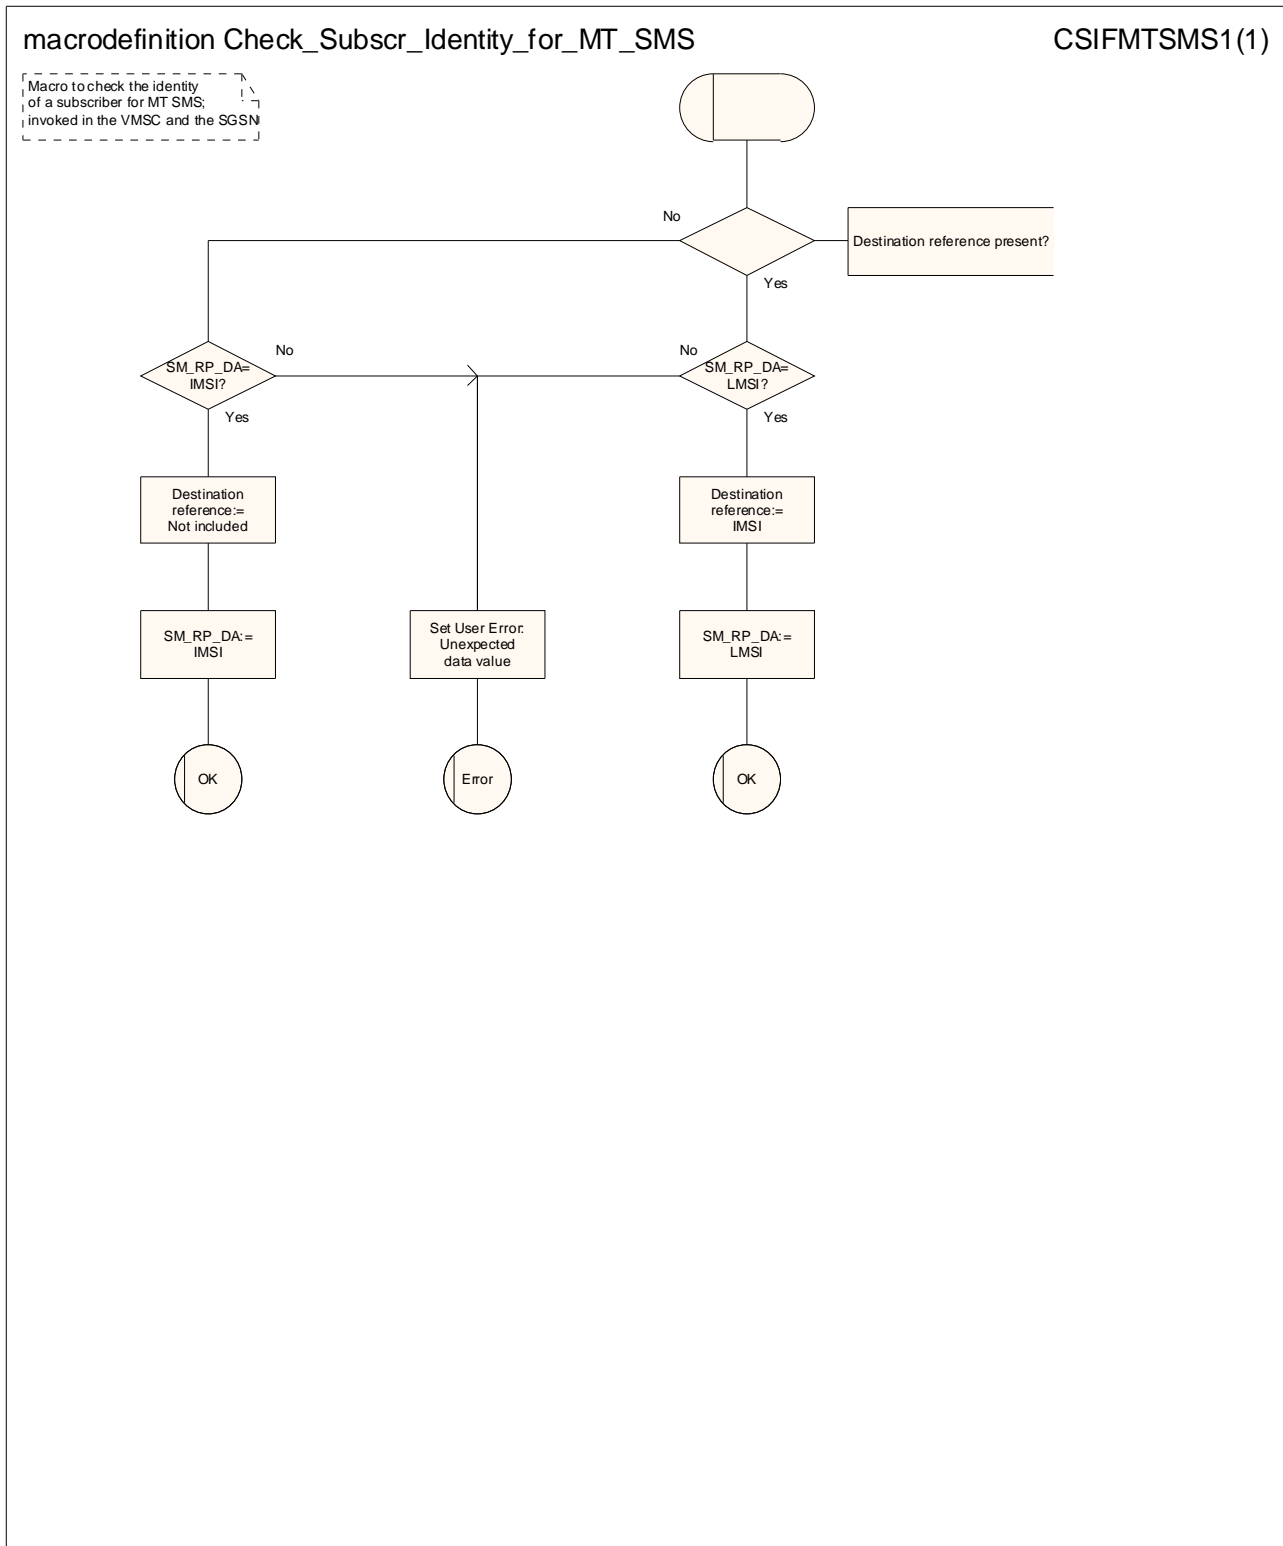 macrodefinition Check_Subscr_Identity_for_MT_SMS
CSIFMTSMS1(1)
Macro to check the identity
of a subscriber for MT SMS;
invoked in the VMSC and the SGSN
No
Destination reference present?
Yes
SM_RP_DA=
IMSI?
No
Yes
No
SM_RP_DA=
LMSI?
Yes
Destination
reference:=
Not included
Destination
reference:=
IMSI
SM_RP_DA:=
IMSI
Set User Error:
Unexpected
data value
SM_RP_DA:=
LMSI
OK
Error
OK